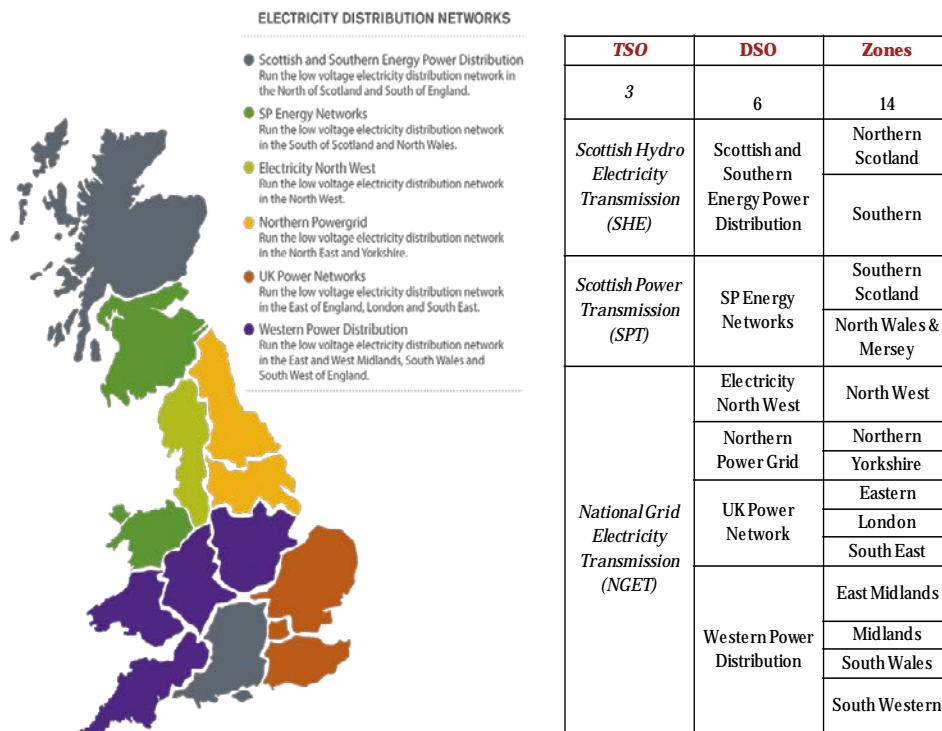 ELECTRICITY DISTRIBUTION NETWORKS
Scottish and Southern Energy Power Distribution
Run the low voltage electricity distribution network in
the North of Scotland and South of England.
SP Energy Networks
Run the low voltage electricity distribution network
in the South of Scotland and North Wales.
Electricity North West
Run the low voltage electricity distribution network
in the North West.
Northern Powergrid
Run the low voltage electricity distribution network
in the North East and Yorkshire.
UK Power Networks
Run the low voltage electricity distribution network
in the East of England, London and South East.
Western Power Distribution
Run the low voltage electricity distribution network
in the East and West Midlands, South Wales and
South West of England.
TSO DSO Zones
3 6 14
Scottish Hydro
Electricity
Transmission
(SHE)
Scottish and
Southern
Energy Power
Distribution
Northern
Scotland
Southern
Scottish Power
Transmission
(SPT)
SP Energy
Networks
Southern
Scotland
North Wales &
Mersey
National Grid
Electricity
Transmission
(NGET)
Electricity
North West
North West
Northern
Power Grid
Northern
Yorkshire
UK Power
Network
Eastern
London
South East
Western Power
Distribution
East Midlands
Midlands
South Wales
South Western